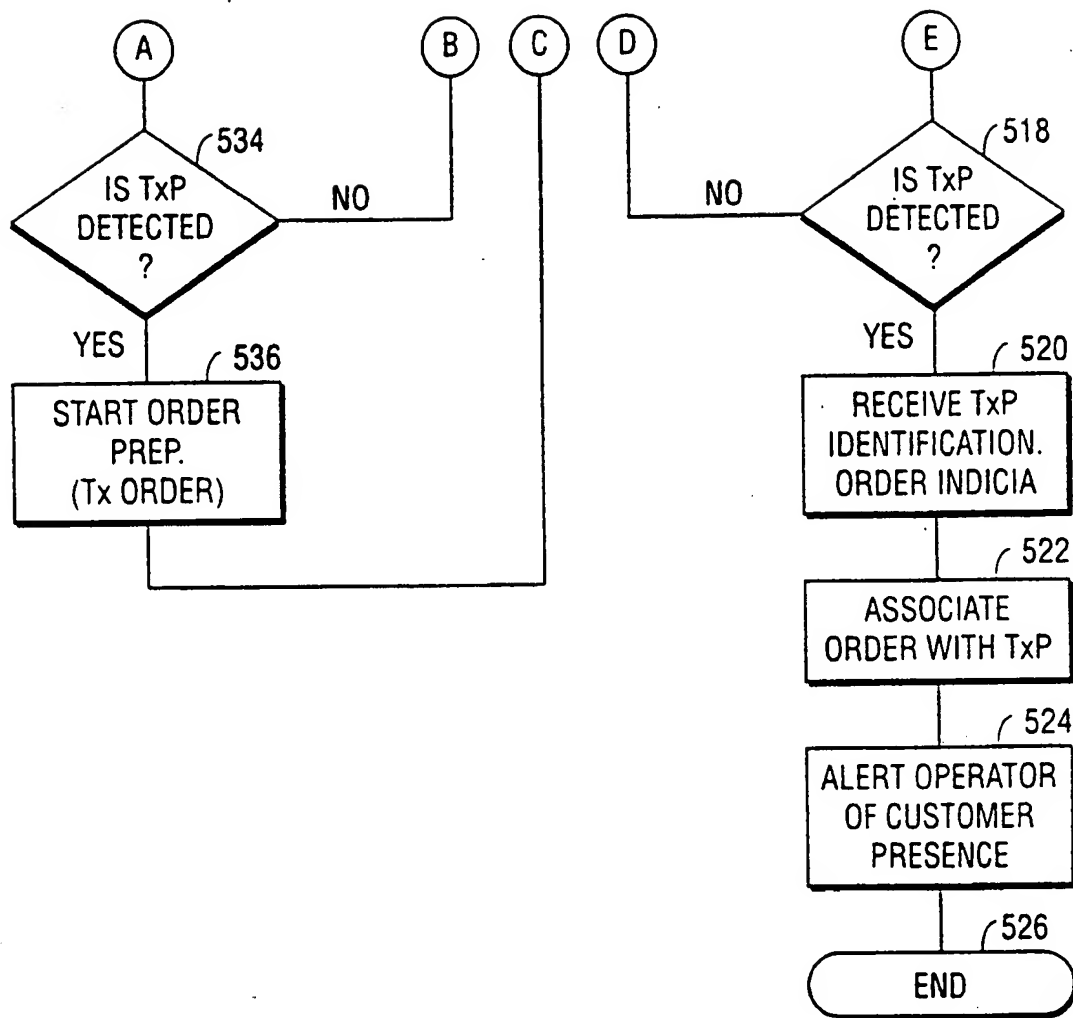 A
B
C
D
E
534
IS TxP
DETECTED
?
NO
YES
536
START ORDER
PREP.
(Tx ORDER)
518
IS TxP
DETECTED
?
NO
YES
520
RECEIVE TxP
IDENTIFICATION.
ORDER INDICIA
522
ASSOCIATE
ORDER WITH TxP
524
ALERT OPERATOR
OF CUSTOMER
PRESENCE
526
END